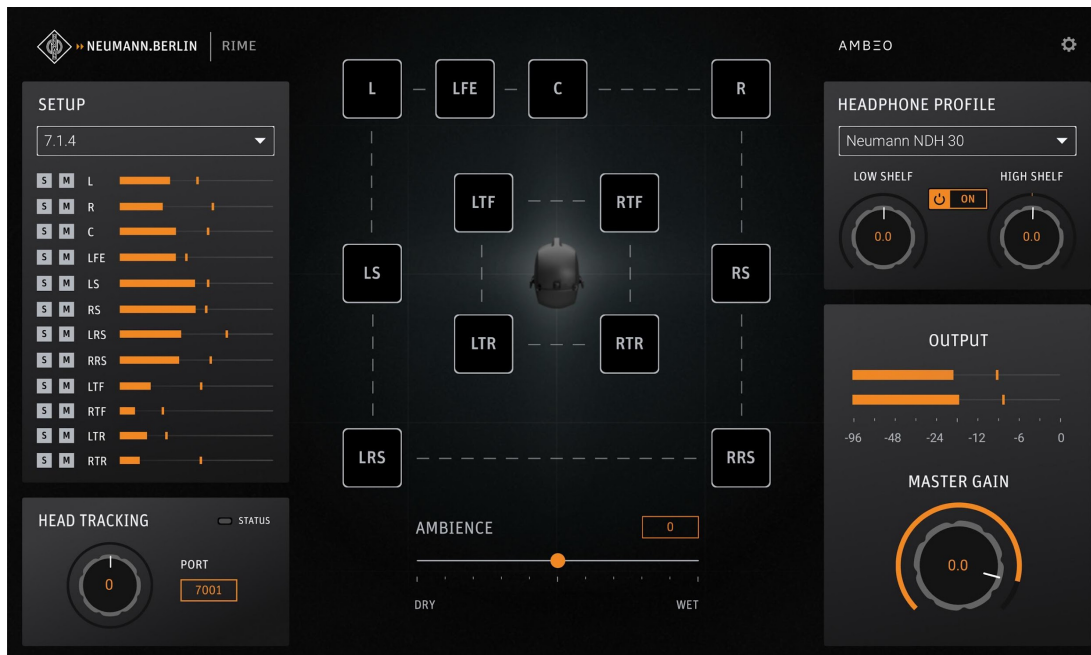 NEUMANN.BERLIN RIME
AMBEO
SETUP
7.1.4
S M L
S M R
S M C
S M LFE
S M LS
S M RS
S M LRS
S M RRS
S M LTF
S M RTF
S M LTR
S M RTR
HEAD TRACKING
STATUS
0
PORT
7001
L LFE C R
LTF RTF
LS RS
LTR RTR
LRS RRS
AMBIENCE 0
DRY WET
HEADPHONE PROFILE
Neumann NDH 30
LOW SHELF HIGH SHELF
ON
0.0 0.0
OUTPUT
-96 -48 -24 -12 -6 0
MASTER GAIN
0.0